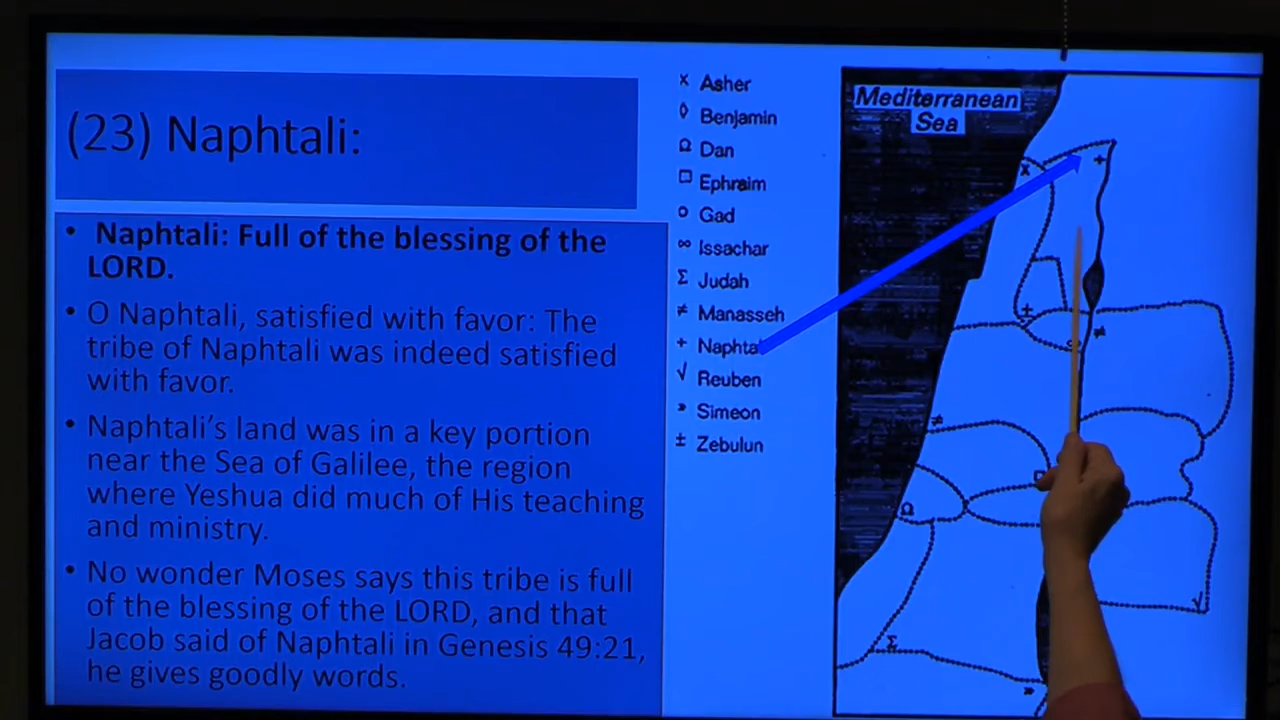 (23) Naphtali:
• Naphtali: Full of the blessing of the
LORD.
• O Naphtali, satisfied with favor: The
tribe of Naphtali was indeed satisfied
with favor.
• Naphtali’s land was in a key portion
near the Sea of Galilee, the region
where Yeshua did much of His teaching
and ministry.
• No wonder Moses says this tribe is full
of the blessing of the LORD, and that
Jacob said of Naphtali in Genesis 49:21,
he gives goodly words.
x Asher
◊ Benjamin
Ω Dan
□ Ephraim
o Gad
∞ Issachar
Σ Judah
≠ Manasseh
+ Naphta
√ Reuben
» Simeon
± Zebulun
Mediterranean
Sea